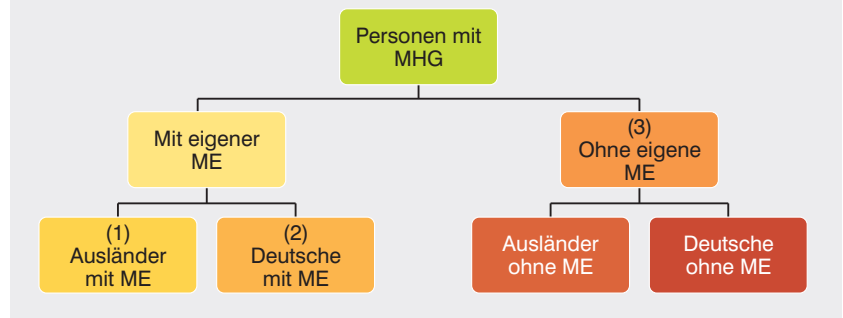 Personen mit
MHG
Mit eigener
ME
(3)
Ohne eigene
ME
(1)
Ausländer
mit ME
(2)
Deutsche
mit ME
Ausländer
ohne ME
Deutsche
ohne ME